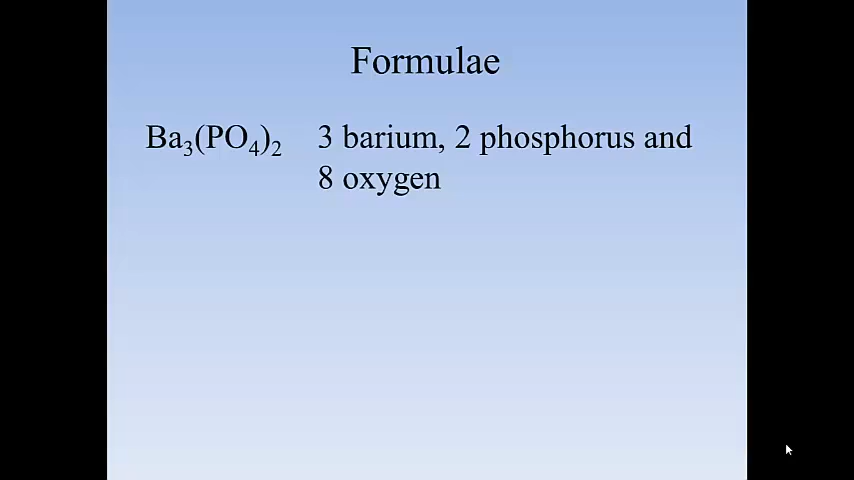 Formulae
Ba₃(PO₄)₂ 3 barium, 2 phosphorus and
8 oxygen